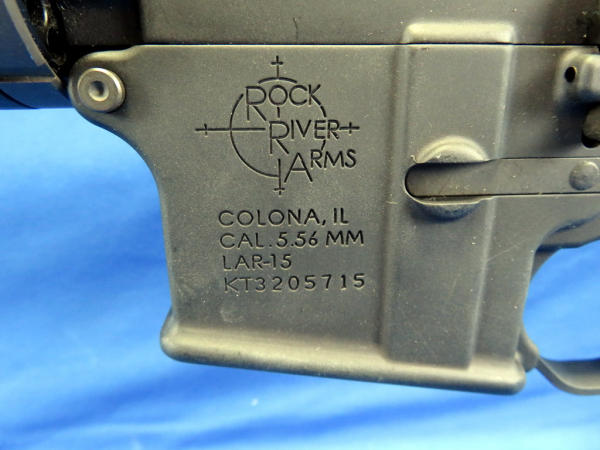 ROCK
RIVER
ARMS
COLONA, IL
CAL. 5.56 MM
LAR-15
KT3205715